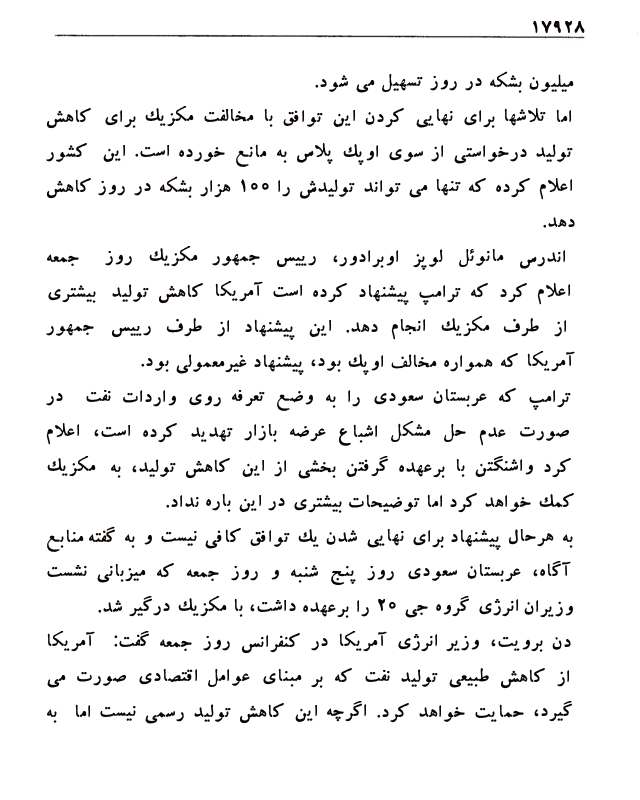 ۱۷۹۲۸
میلیون بشکه در روز تسهیل می شود.
اما تلاشها برای نهایی کردن این توافق با مخالفت مکزیك برای کاهش
تولید درخواستی از سوی اوپك پلاس به مانع خورده است. این کشور
اعلام کرده که تنها می تواند تولیدش را ۱۰۰ هزار بشکه در روز کاهش
دهد.
اندرس مانوئل لوپز اوبرادور، رییس جمهور مکزیك روز جمعه
اعلام کرد که ترامپ پیشنهاد کرده است آمریکا کاهش تولید بیشتری
از طرف مکزیك انجام دهد. این پیشنهاد از طرف رییس جمهور
آمریکا که همواره مخالف اوپك بود، پیشنهاد غیرمعمولی بود.
ترامپ که عربستان سعودی را به وضع تعرفه روی واردات نفت در
صورت عدم حل مشکل اشباع عرضه بازار تهدید کرده است، اعلام
کرد واشنگتن با برعهده گرفتن بخشی از این کاهش تولید، به مکزیك
کمك خواهد کرد اما توضیحات بیشتری در این باره نداد.
به هرحال پیشنهاد برای نهایی شدن یك توافق کافی نیست و به گفته منابع
آگاه، عربستان سعودی روز پنج شنبه و روز جمعه که میزبانی نشست
وزیران انرژی گروه جی ۲۰ را برعهده داشت، با مکزیك درگیر شد.
دن برویت، وزیر انرژی آمریکا در کنفرانس روز جمعه گفت: آمریکا
از کاهش طبیعی تولید نفت که بر مبنای عوامل اقتصادی صورت می
گیرد، حمایت خواهد کرد. اگرچه این کاهش تولید رسمی نیست اما به